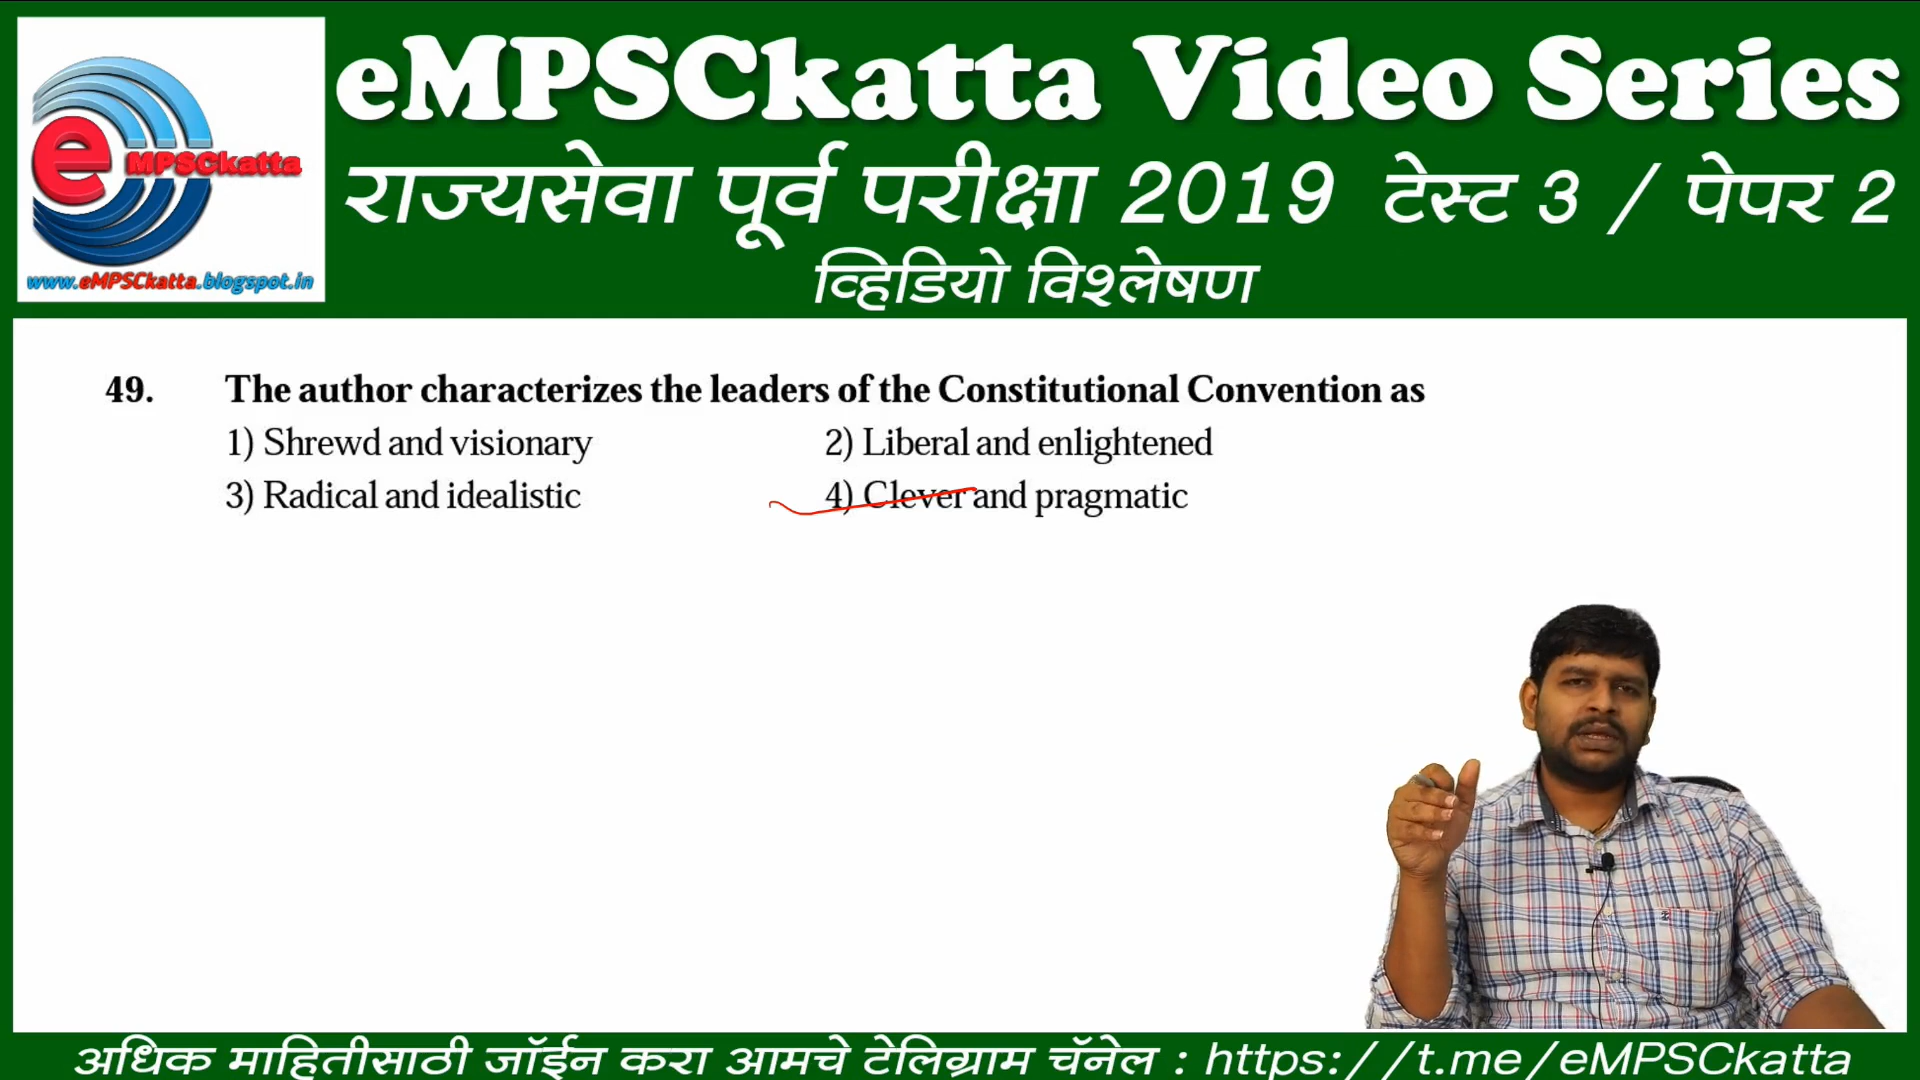 eMPSCkatta Video Series
राज्यसेवा पूर्व परीक्षा 2019 टेस्ट 3 / पेपर 2
व्हिडियो विश्लेषण
e MPSCkatta
www.eMPSCkatta.blogspot.in
49. The author characterizes the leaders of the Constitutional Convention as
1) Shrewd and visionary 2) Liberal and enlightened
3) Radical and idealistic 4) Clever and pragmatic
अधिक माहितीसाठी जॉईन करा आमचे टेलिग्राम चॅनेल : https://t.me/eMPSCkatta